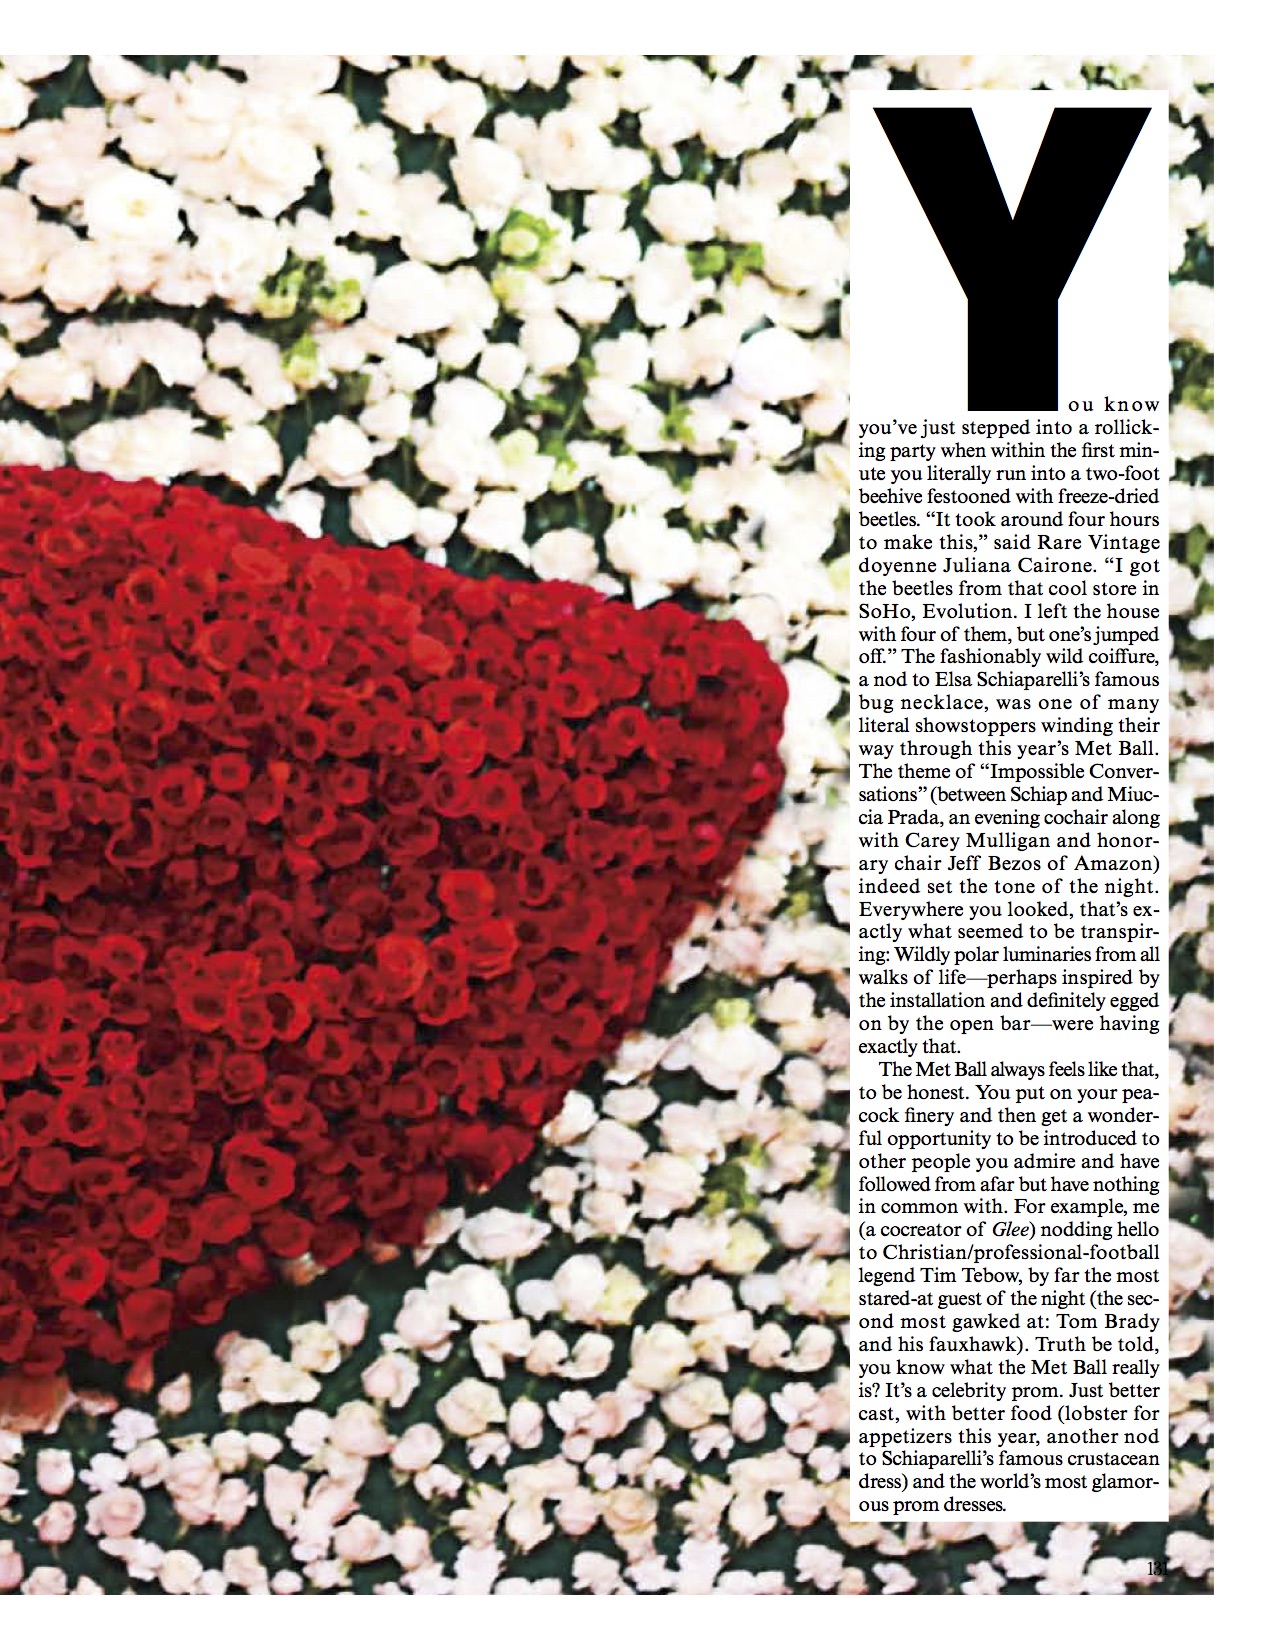 You know
you’ve just stepped into a rollick-
ing party when within the first min-
ute you literally run into a two-foot
beehive festooned with freeze-dried
beetles. “It took around four hours
to make this,” said Rare Vintage
doyenne Juliana Cairone. “I got
the beetles from that cool store in
SoHo, Evolution. I left the house
with four of them, but one’s jumped
off.” The fashionably wild coiffure,
a nod to Elsa Schiaparelli’s famous
bug necklace, was one of many
literal showstoppers winding their
way through this year’s Met Ball.
The theme of “Impossible Conver-
sations” (between Schiap and Miuc-
cia Prada, an evening cochair along
with Carey Mulligan and honor-
ary chair Jeff Bezos of Amazon)
indeed set the tone of the night.
Everywhere you looked, that’s ex-
actly what seemed to be transpir-
ing: Wildly polar luminaries from all
walks of life—perhaps inspired by
the installation and definitely egged
on by the open bar—were having
exactly that.
The Met Ball always feels like that,
to be honest. You put on your pea-
cock finery and then get a wonder-
ful opportunity to be introduced to
other people you admire and have
followed from afar but have nothing
in common with. For example, me
(a cocreator of Glee) nodding hello
to Christian/professional-football
legend Tim Tebow, by far the most
stared-at guest of the night (the sec-
ond most gawked at: Tom Brady
and his fauxhawk). Truth be told,
you know what the Met Ball really
is? It’s a celebrity prom. Just better
cast, with better food (lobster for
appetizers this year, another nod
to Schiaparelli’s famous crustacean
dress) and the world’s most glamor-
ous prom dresses.
131